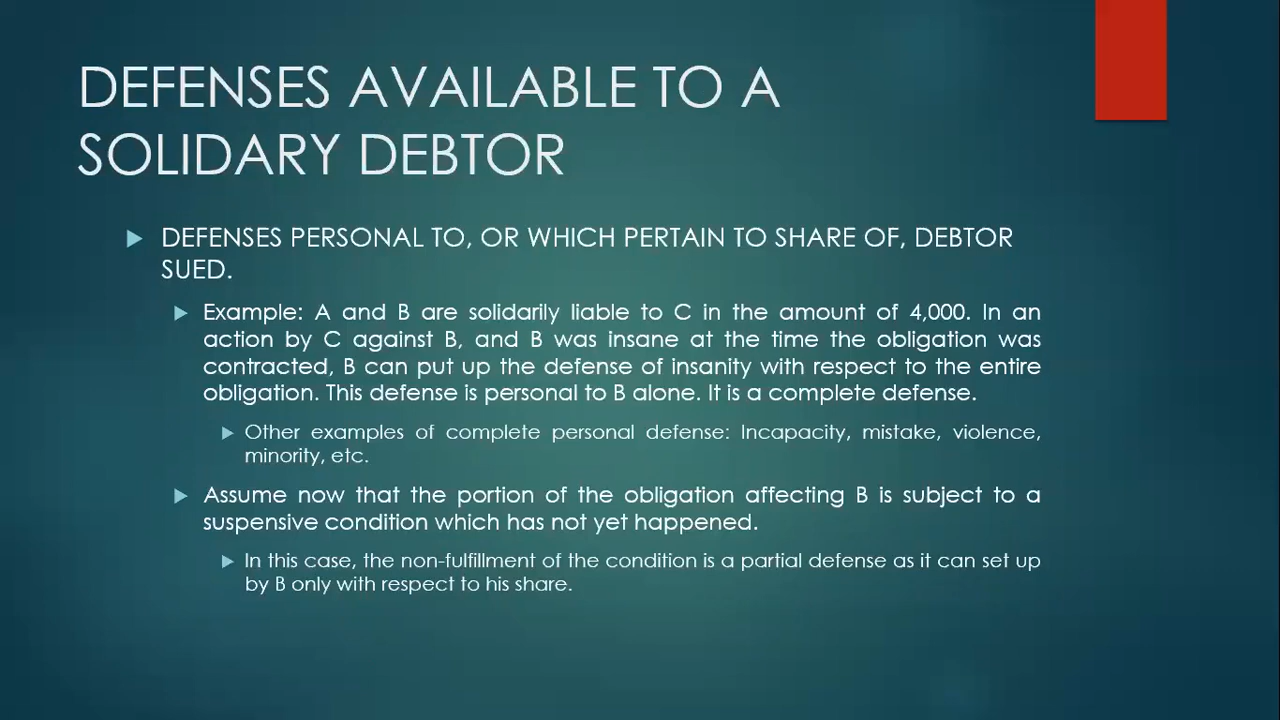 DEFENSES AVAILABLE TO A
SOLIDARY DEBTOR
DEFENSES PERSONAL TO, OR WHICH PERTAIN TO SHARE OF, DEBTOR
SUED.
Example: A and B are solidarily liable to C in the amount of 4,000. In an
action by C against B, and B was insane at the time the obligation was
contracted, B can put up the defense of insanity with respect to the entire
obligation. This defense is personal to B alone. It is a complete defense.
Other examples of complete personal defense: Incapacity, mistake, violence,
minority, etc.
Assume now that the portion of the obligation affecting B is subject to a
suspensive condition which has not yet happened.
In this case, the non-fulfillment of the condition is a partial defense as it can set up
by B only with respect to his share.